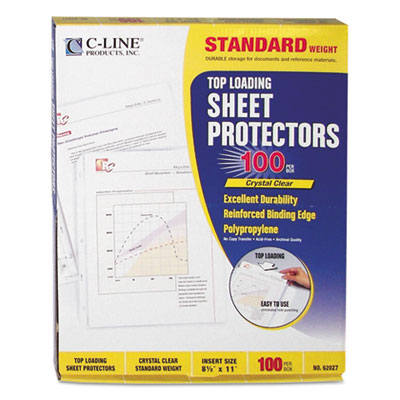 C-LINE®
PRODUCTS, INC.
STANDARD WEIGHT
DURABLE storage for documents and reference materials.
TOP LOADING
SHEET
PROTECTORS
100 PER BOX
Crystal Clear
Excellent Durability
Reinforced Binding Edge
Polypropylene
No Copy Transfer • Acid-Free • Archival Quality
TOP LOADING
EASY TO USE
TOP LOADING
SHEET PROTECTORS
CRYSTAL CLEAR
STANDARD WEIGHT
INSERT SIZE
8½" x 11"
100 PER BOX
NO. 62027